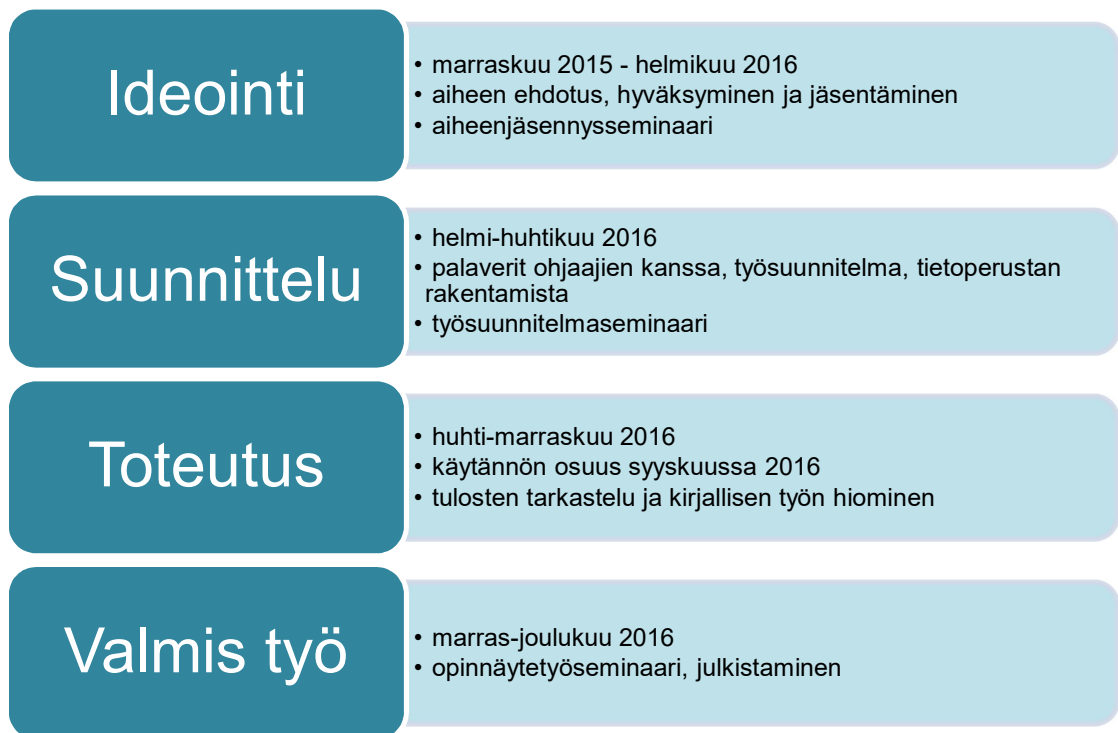 Ideointi
• marraskuu 2015 - helmikuu 2016
• aiheen ehdotus, hyväksyminen ja jäsentäminen
• aiheenjäsennysseminaari
Suunnittelu
• helmi-huhtikuu 2016
• palaverit ohjaajien kanssa, työsuunnitelma, tietoperustan
rakentamista
• työsuunnitelmaseminaari
Toteutus
• huhti-marraskuu 2016
• käytännön osuus syyskuussa 2016
• tulosten tarkastelu ja kirjallisen työn hiominen
Valmis työ
• marras-joulukuu 2016
• opinnäytetyöseminaari, julkistaminen